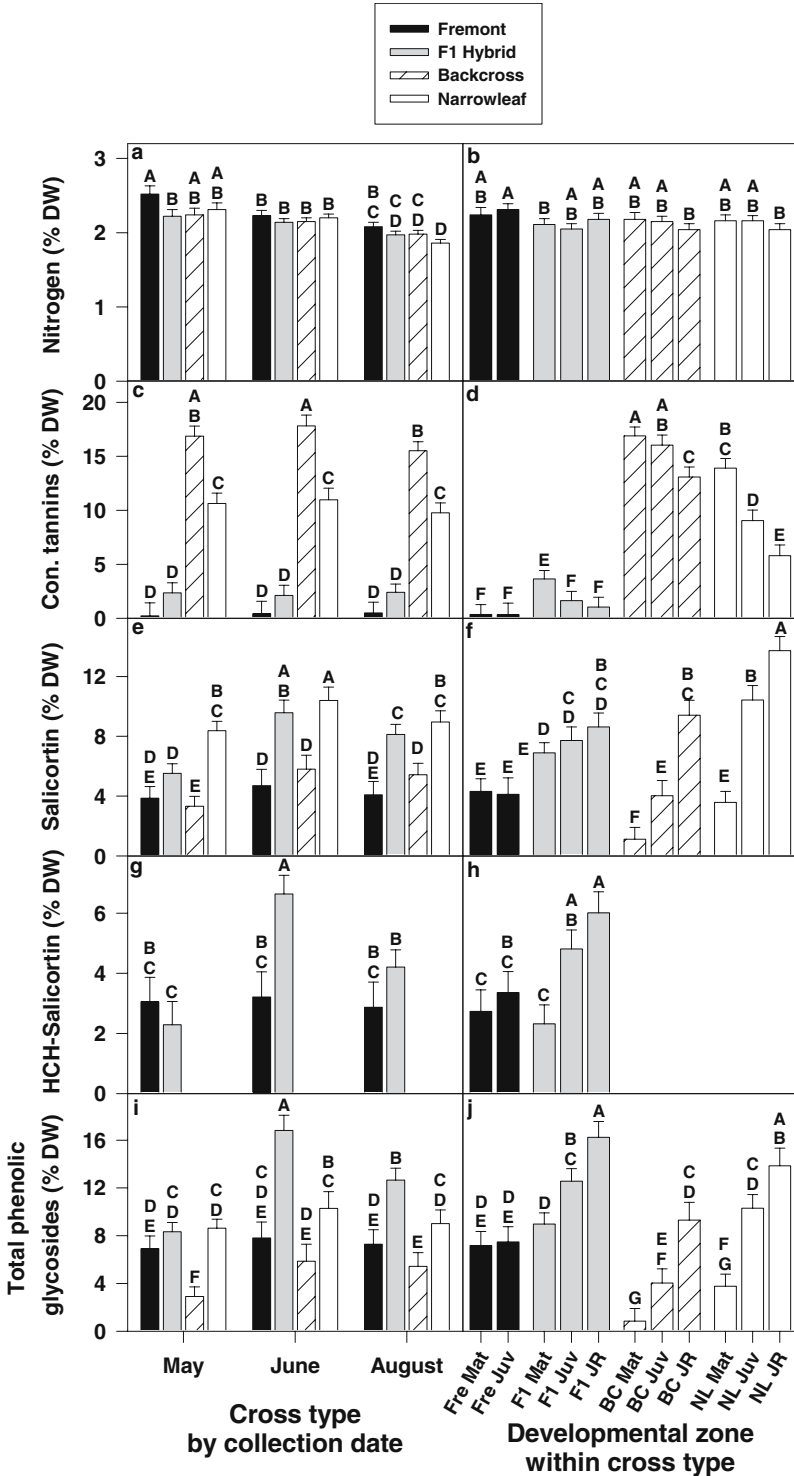 Fremont
F1 Hybrid
Backcross
Narrowleaf
a
Nitrogen (% DW)
3
2
1
0
A
B
A
B
A
B
B
B
B
B
B
C
C
D
C
D
D
b
A
B
A
B
A
B
A
B
A
B
A
B
B
A
B
A
B
B
c
Con. tannins (% DW)
20
15
10
5
0
D
D
A
B
C
D
D
A
C
D
D
B
C
d
F
F
E
F
F
A
A
B
C
B
C
D
E
e
Salicortin (% DW)
12
8
4
0
D
E
D
E
B
C
D
A
B
D
A
D
E
C
D
B
C
f
E
E
E
D
C
D
B
C
D
F
E
B
C
E
B
A
g
HCH-Salicortin (% DW)
6
4
2
0
B
C
C
B
C
A
B
C
B
h
C
B
C
C
A
B
A
i
Total phenolic
glycosides (% DW)
16
12
8
4
0
D
E
C
D
F
C
D
C
D
E
A
D
E
B
C
D
E
B
E
C
D
j
D
E
D
E
D
B
C
A
G
E
F
C
D
F
G
C
D
A
B
May
June
August
Cross type
by collection date
Fre Mat
Fre Juv
F1 Mat
F1 Juv
F1 JR
BC Mat
BC Juv
BC JR
NL Mat
NL Juv
NL JR
Developmental zone
within cross type